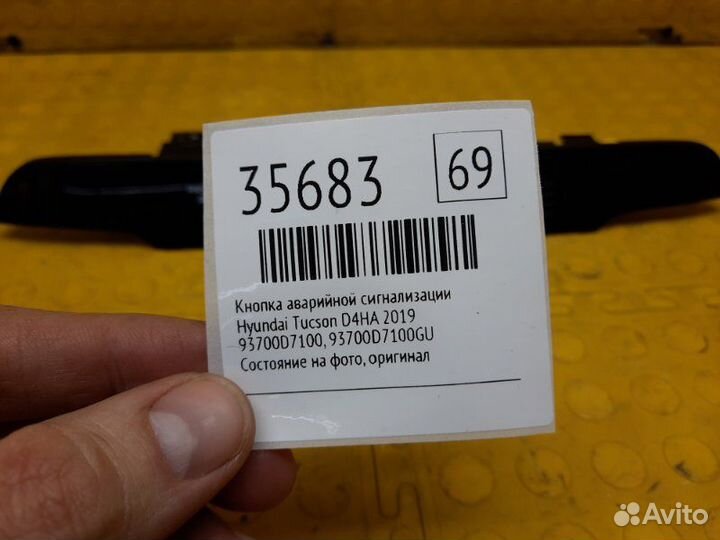 35683
69
Кнопка аварийной сигнализации
Hyundai Tucson D4HA 2019
93700D7100, 93700D7100GU
Состояние на фото, оригинал
Avito